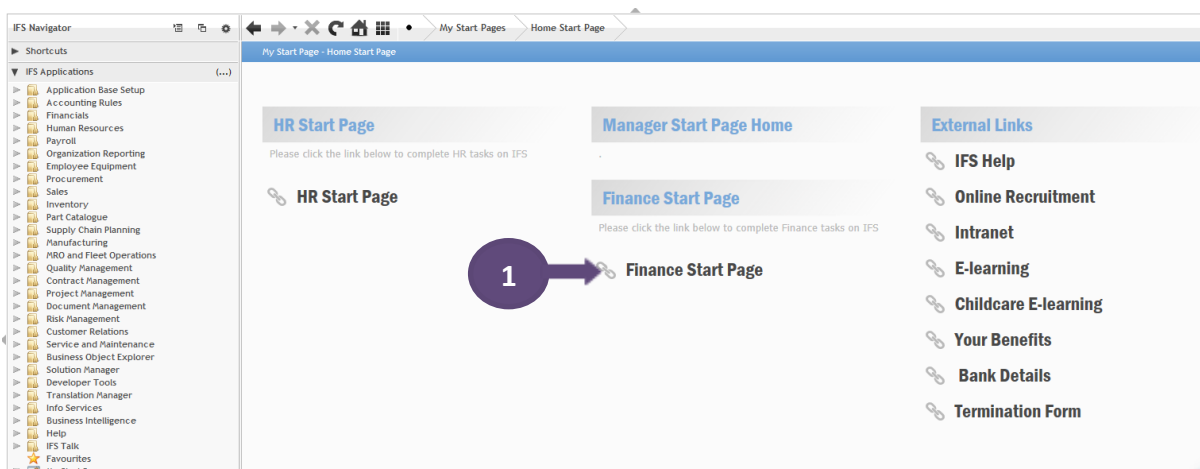 IFS Navigator
My Start Pages
Home Start Page
Shortcuts
IFS Applications
(...)
Application Base Setup
Accounting Rules
Financials
Human Resources
Payroll
Organization Reporting
Employee Equipment
Procurement
Sales
Inventory
Part Catalogue
Supply Chain Planning
Manufacturing
MRO and Fleet Operations
Quality Management
Contract Management
Project Management
Document Management
Risk Management
Customer Relations
Service and Maintenance
Business Object Explorer
Solution Manager
Developer Tools
Translation Manager
Info Services
Business Intelligence
Help
IFS Talk
Favourites
My Start Page - Home Start Page
HR Start Page
Please click the link below to complete HR tasks on IFS
HR Start Page
Manager Start Page Home
.
Finance Start Page
Please click the link below to complete Finance tasks on IFS
1
Finance Start Page
External Links
IFS Help
Online Recruitment
Intranet
E-learning
Childcare E-learning
Your Benefits
Bank Details
Termination Form